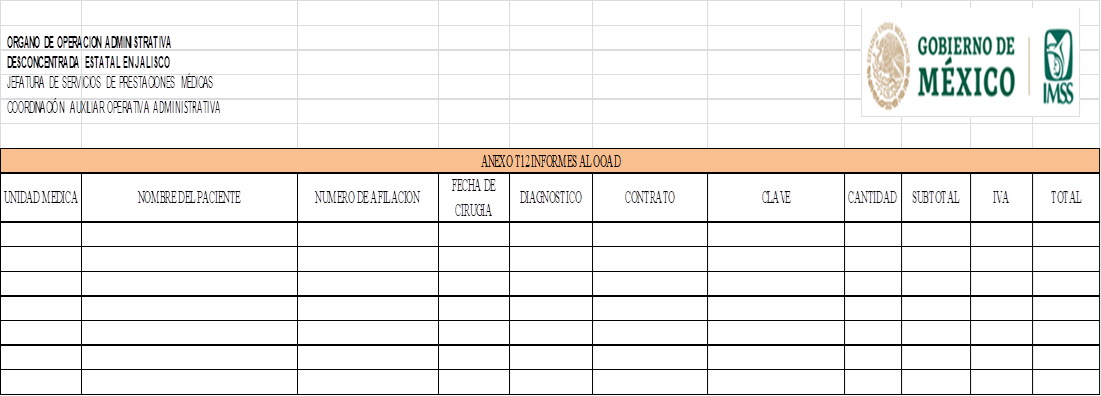 ORGANO DE OPERACION ADMINISTRATIVA
DESCONCENTRADA ESTATAL EN JALISCO
JEFATURA DE SERVICIOS DE PRESTACIONES MÉDICAS
COORDINACIÓN AUXILIAR OPERATIVA ADMINISTRATIVA
GOBIERNO DE
MÉXICO
IMSS
ANEXO T12 INFORMES AL OOAD
UNIDAD MEDICA NOMBRE DEL PACIENTE NUMERO DE AFILACION FECHA DE CIRUGIA DIAGNOSTICO CONTRATO CLAVE CANTIDAD SUBTOTAL IVA TOTAL